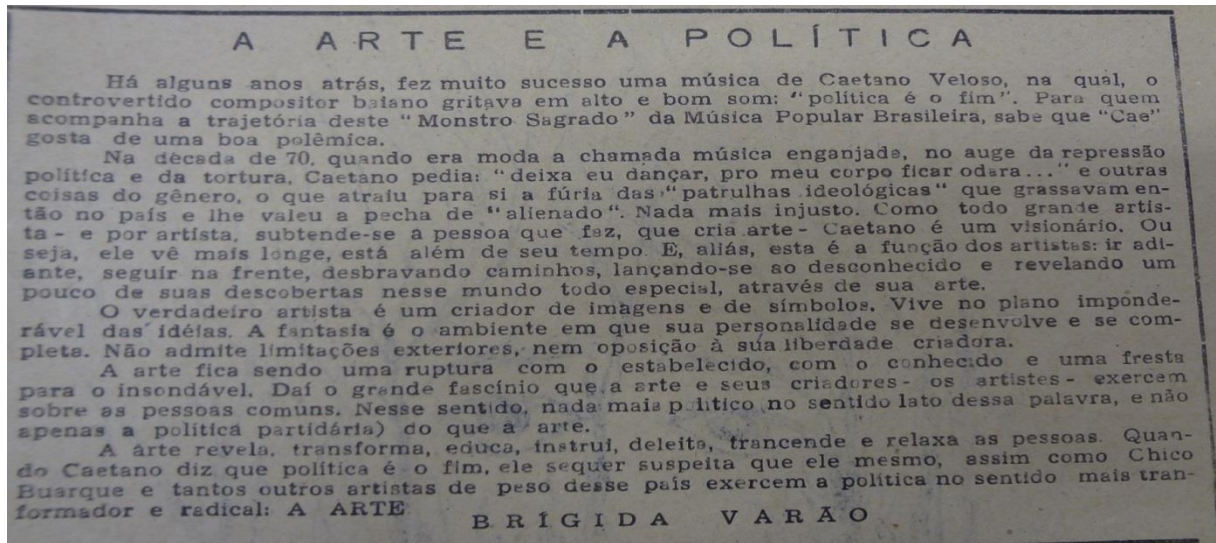 A ARTE E A POLÍTICA
Há alguns anos atrás, fez muito sucesso uma música de Caetano Veloso, na qual, o
controvertido compositor baiano gritava em alto e bom som: "política é o fim". Para quem
acompanha a trajetória deste "Monstro Sagrado" da Música Popular Brasileira, sabe que "Cae"
gosta de uma boa polêmica.
Na década de 70, quando era moda a chamada música enganjada, no auge da repressão
política e da tortura, Caetano pedia: "deixa eu dançar, pro meu corpo ficar odara..." e outras
coisas do gênero, o que atraiu para si a fúria das "patrulhas ideológicas" que grassavam en-
tão no país e lhe valeu a pecha de "alienado". Nada mais injusto. Como todo grande artis-
ta - e por artista, subtende-se a pessoa que faz, que cria arte - Caetano é um visionário. Ou
seja, ele vê mais longe, está além de seu tempo. E, aliás, esta é a função dos artistas: ir adi-
ante, seguir na frente, desbravando caminhos, lançando-se ao desconhecido e revelando um
pouco de suas descobertas nesse mundo todo especial, através de sua arte.
O verdadeiro artista é um criador de imagens e de símbolos. Vive no plano imponde-
rável das idéias. A fantasia é o ambiente em que sua personalidade se desenvolve e se com-
pleta. Não admite limitações exteriores, nem oposição à sua liberdade criadora.
A arte fica sendo uma ruptura com o estabelecido, com o conhecido e uma fresta
para o insondável. Daí o grande fascínio que a arte e seus criadores - os artistes - exercem
sobre as pessoas comuns. Nesse sentido, nada mais político no sentido lato dessa palavra, e não
apenas a política partidária) do que a arte.
A arte revela, transforma, educa, instrui, deleita, trancende e relaxa as pessoas. Quan-
do Caetano diz que política é o fim, ele sequer suspeita que ele mesmo, assim como Chico
Buarque e tantos outros artistas de peso desse país exercem a política no sentido mais tran-
formador e radical: A ARTE
BRÍGIDA VARÃO